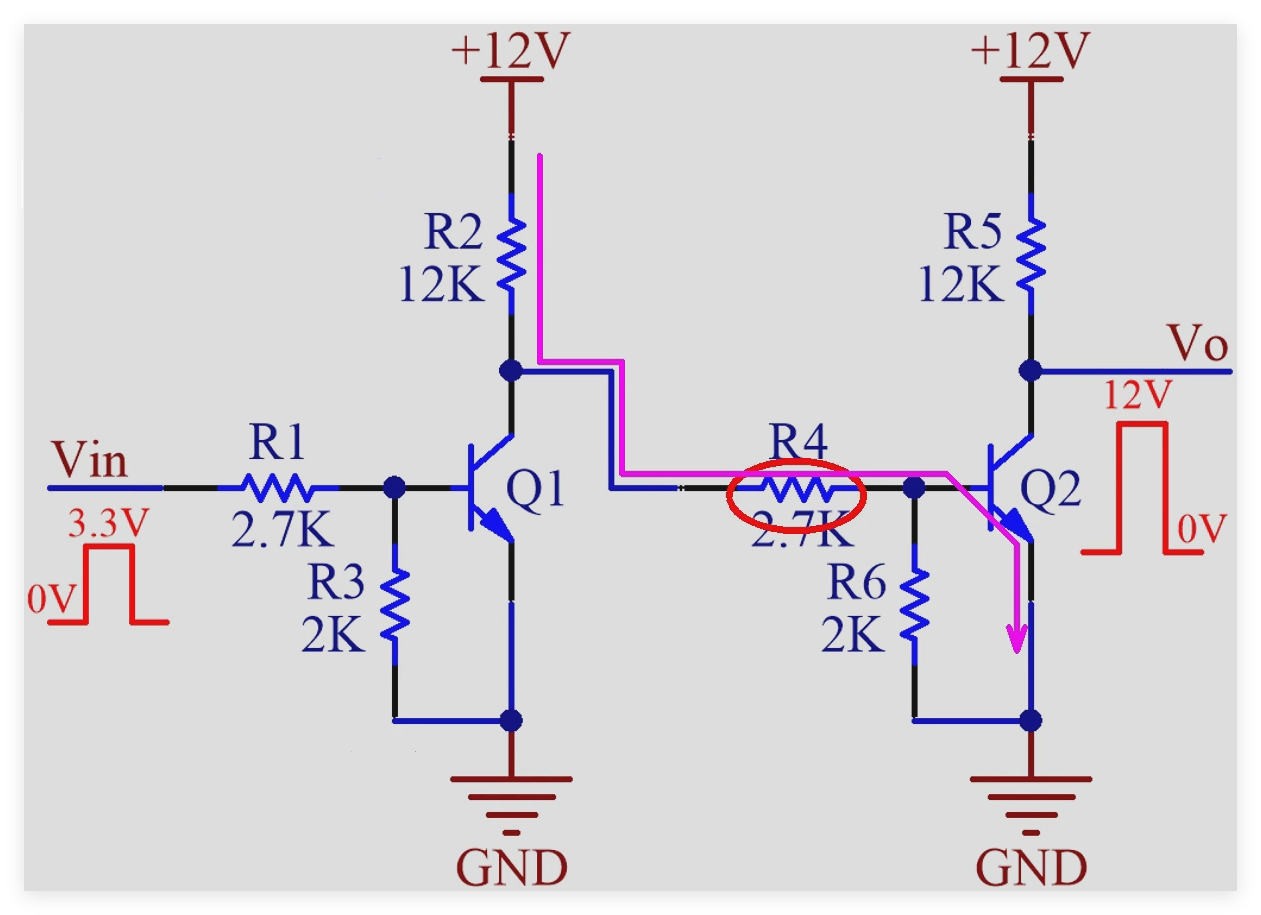 +12V
+12V
R2
12K
R5
12K
Vo
12V
Vin
R1
2.7K
Q1
R4
2.7K
Q2
3.3V
0V
0V
R3
2K
R6
2K
GND
GND